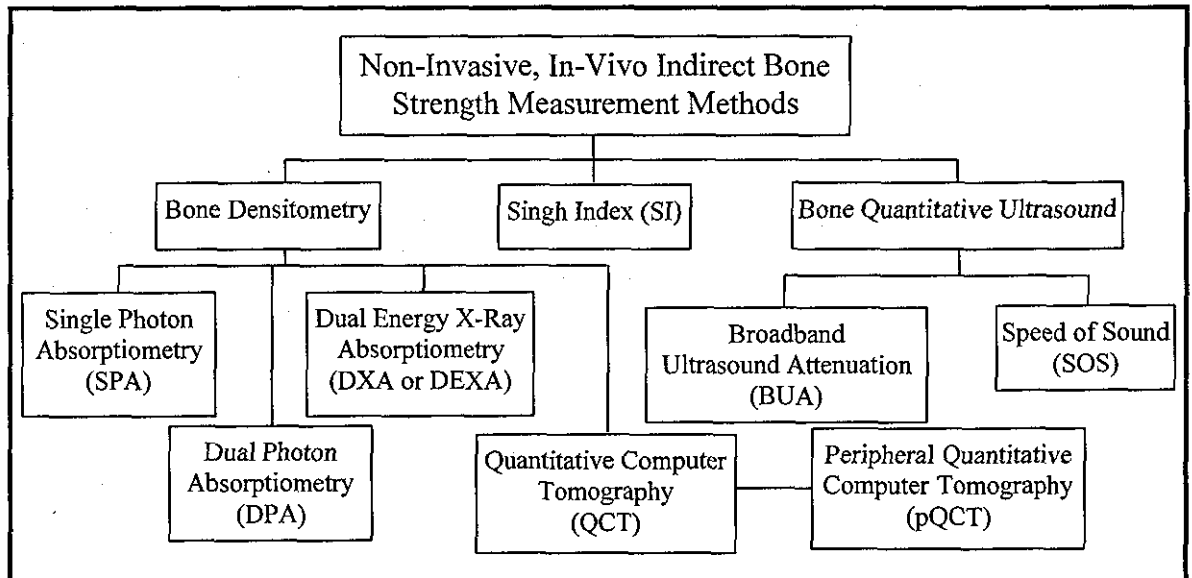 Non-Invasive, In-Vivo Indirect Bone
Strength Measurement Methods
Bone Densitometry
Singh Index (SI)
Bone Quantitative Ultrasound
Single Photon
Absorptiometry
(SPA)
Dual Energy X-Ray
Absorptiometry
(DXA or DEXA)
Broadband
Ultrasound Attenuation
(BUA)
Speed of Sound
(SOS)
Dual Photon
Absorptiometry
(DPA)
Quantitative Computer
Tomography
(QCT)
Peripheral Quantitative
Computer Tomography
(pQCT)